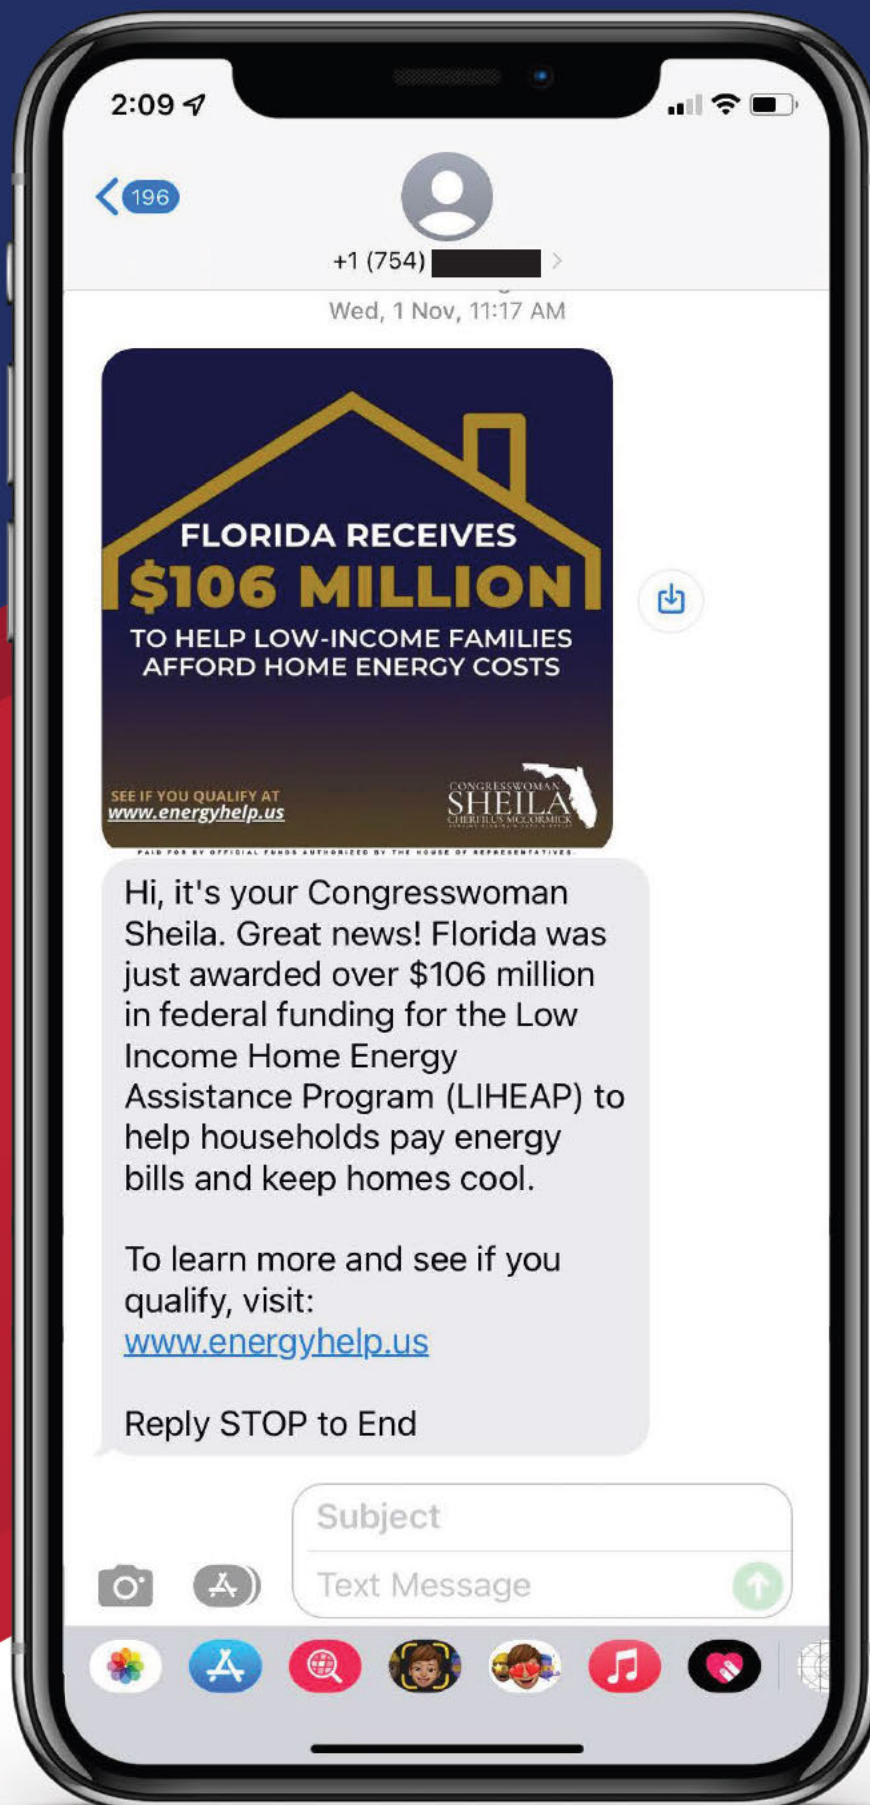 2:09
196
+1 (754)
Wed, 1 Nov, 11:17 AM
FLORIDA RECEIVES
$106 MILLION
TO HELP LOW-INCOME FAMILIES
AFFORD HOME ENERGY COSTS
SEE IF YOU QUALIFY AT
www.energyhelp.us
CONGRESSWOMAN
SHEILA
CHERFILUS MCCORMICK
PAID FOR BY OFFICIAL FUNDS AUTHORIZED BY THE HOUSE OF REPRESENTATIVES.
Hi, it's your Congresswoman
Sheila. Great news! Florida was
just awarded over $106 million
in federal funding for the Low
Income Home Energy
Assistance Program (LIHEAP) to
help households pay energy
bills and keep homes cool.
To learn more and see if you
qualify, visit:
www.energyhelp.us
Reply STOP to End
Subject
Text Message